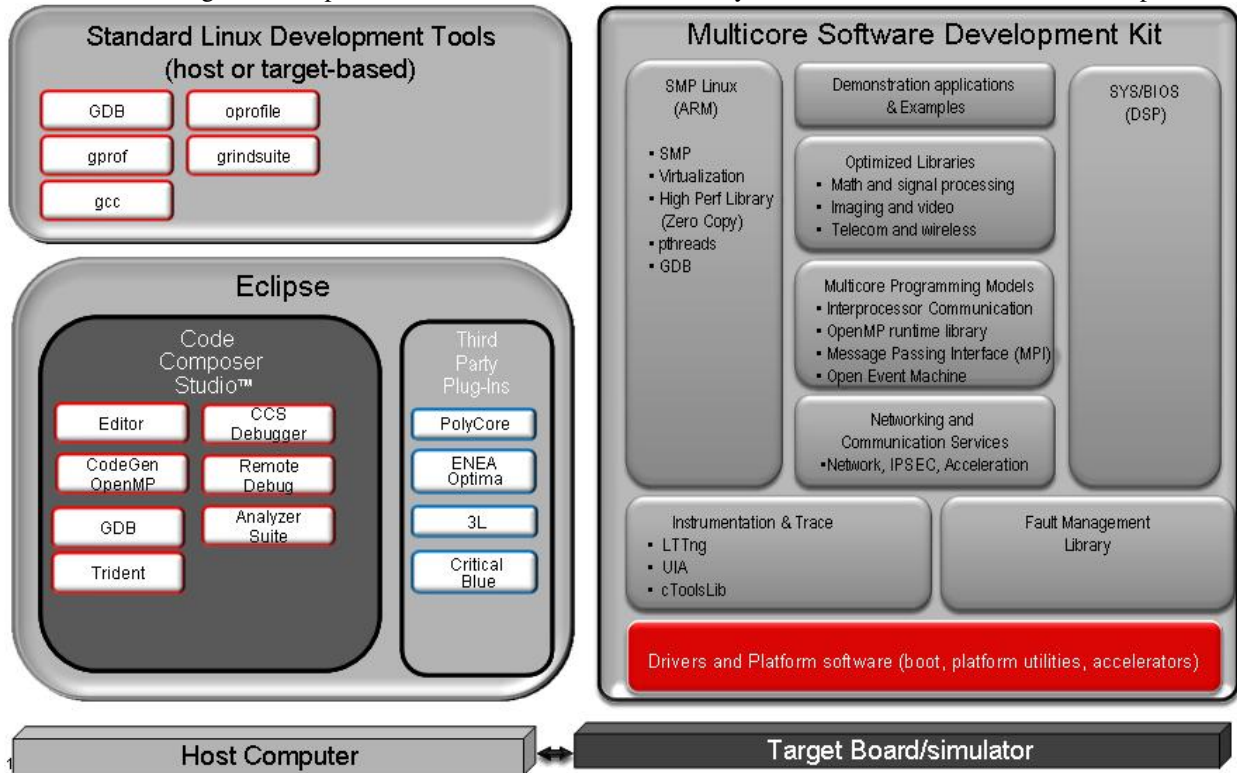 Standard Linux Development Tools
(host or target-based)
GDB
oprofile
gprof
grindsuite
gcc
Eclipse
Code
Composer
Studio™
Editor
CCS
Debugger
CodeGen
OpenMP
Remote
Debug
GDB
Analyzer
Suite
Trident
Third
Party
Plug-Ins
PolyCore
ENEA
Optima
3L
Critical
Blue
Multicore Software Development Kit
SMP Linux
(ARM)
▪ SMP
▪ Virtualization
▪ High Perf Library
(Zero Copy)
▪ pthreads
▪ GDB
Demonstration applications
& Examples
Optimized Libraries
▪ Math and signal processing
▪ Imaging and video
▪ Telecom and wireless
Multicore Programming Models
▪ Interprocessor Communication
▪ OpenMP runtime library
▪ Message Passing Interface (MPI)
▪ Open Event Machine
Networking and
Communication Services
▪Network, IPSEC, Acceleration
SYS/BIOS
(DSP)
Instrumentation & Trace
▪ LTTng
▪ UIA
▪ cToolsLib
Fault Management
Library
Drivers and Platform software (boot, platform utilities, accelerators)
1
Host Computer
Target Board/simulator